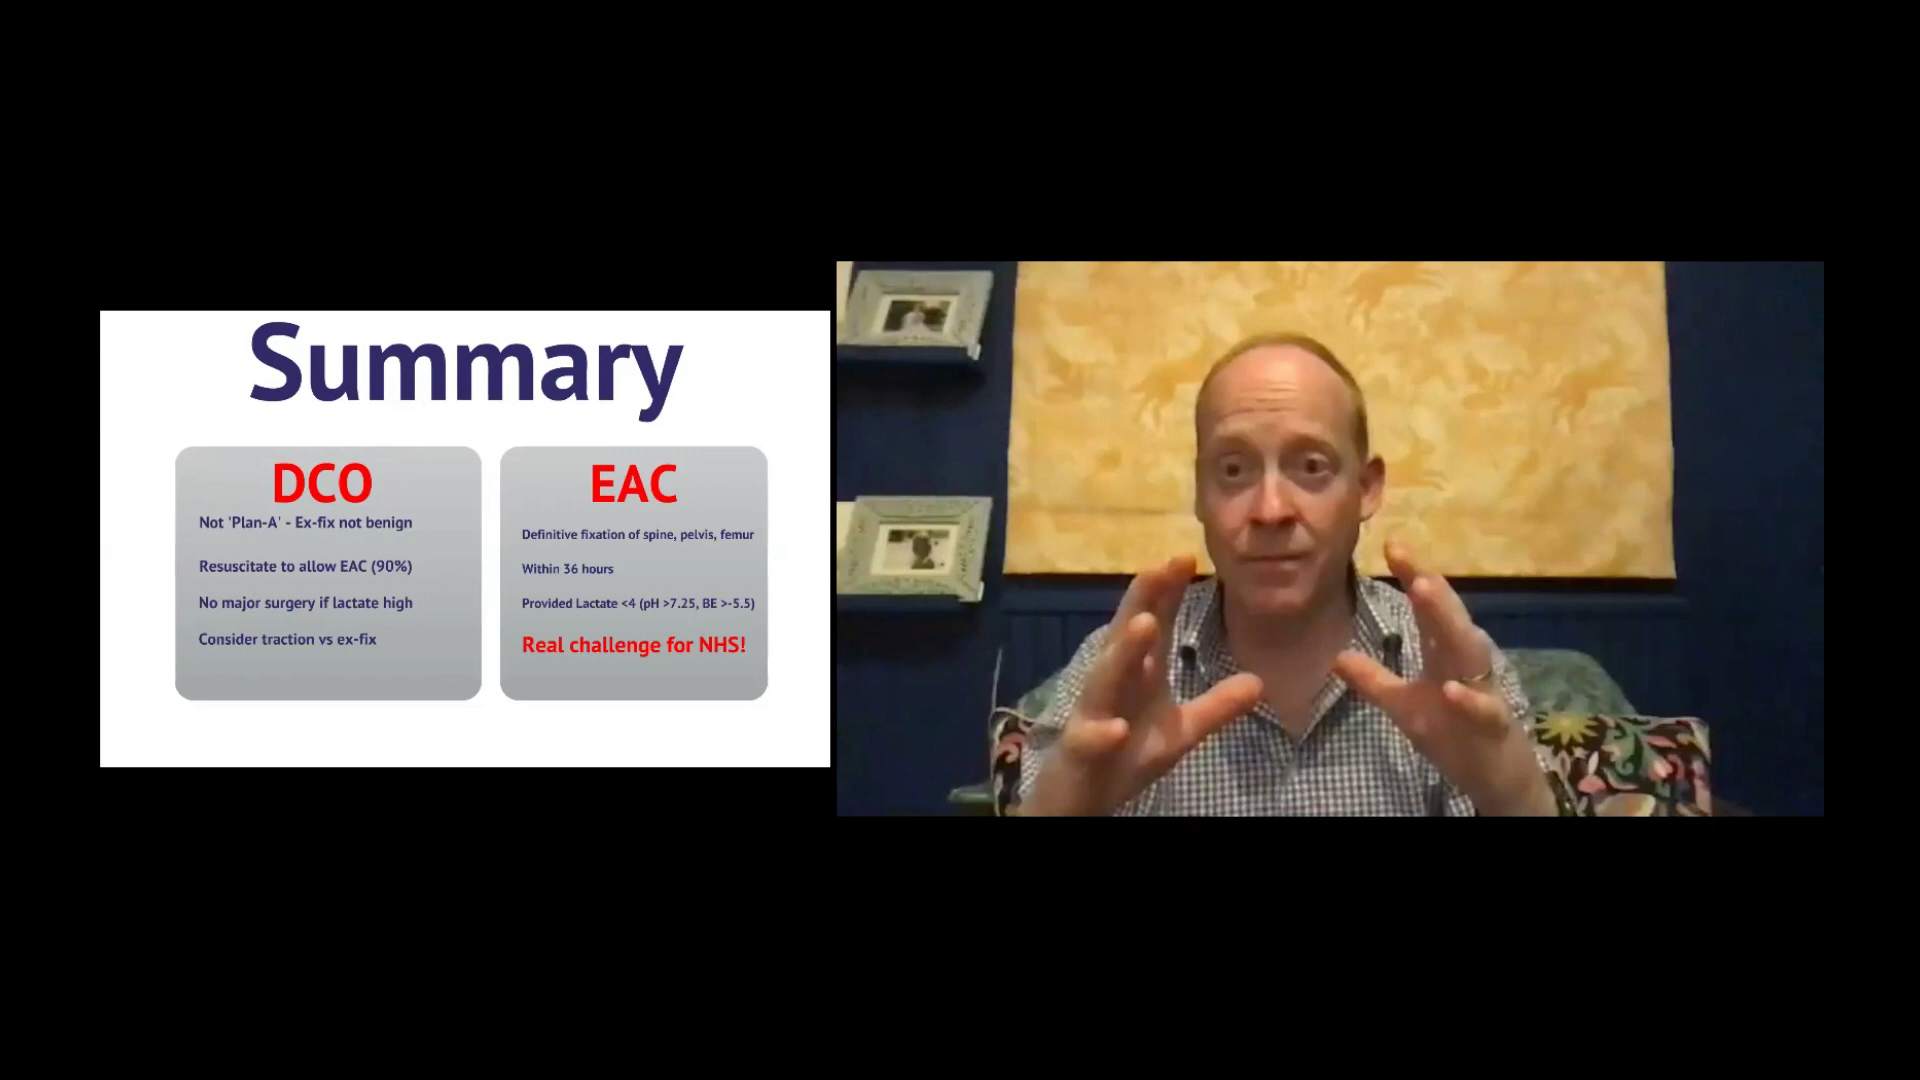 Summary
DCO
Not 'Plan-A' - Ex-fix not benign
Resuscitate to allow EAC (90%)
No major surgery if lactate high
Consider traction vs ex-fix
EAC
Definitive fixation of spine, pelvis, femur
Within 36 hours
Provided Lactate <4 (pH >7.25, BE >-5.5)
Real challenge for NHS!